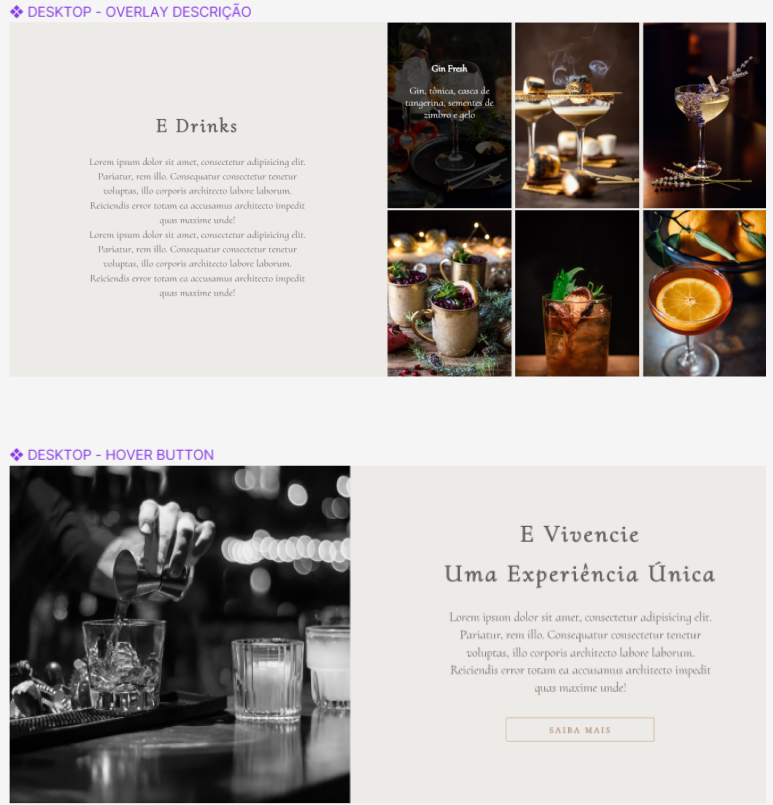 DESKTOP - OVERLAY DESCRIÇÃO
E Drinks
Lorem ipsum dolor sit amet, consectetur adipisicing elit.
Pariatur, rem illo. Consequatur consectetur tenetur
voluptas, illo corporis architecto labore laborum.
Reiciendis error totam ea accusamus architecto impedit
quas maxime unde!
Lorem ipsum dolor sit amet, consectetur adipisicing elit.
Pariatur, rem illo. Consequatur consectetur tenetur
voluptas, illo corporis architecto labore laborum.
Reiciendis error totam ea accusamus architecto impedit
quas maxime unde!
Gin Fresh
Gin, tônica, casca de
tangerina, sementes de
zimbro e gelo
DESKTOP - HOVER BUTTON
E Vivencie
Uma Experiência Única
Lorem ipsum dolor sit amet, consectetur adipisicing elit.
Pariatur, rem illo. Consequatur consectetur tenetur
voluptas, illo corporis architecto labore laborum.
Reiciendis error totam ea accusamus architecto impedit
quas maxime unde!
SAIBA MAIS